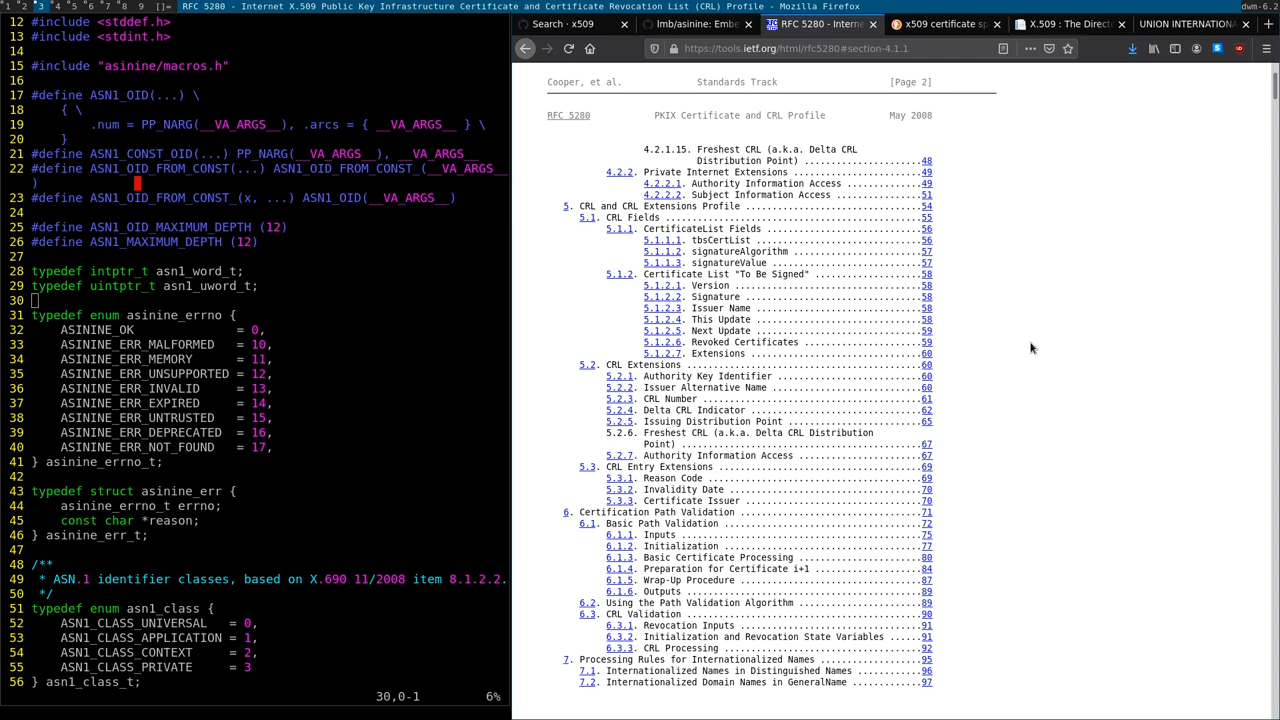 1 2 3 4 5 6 7 8 9 []= RFC 5280 - Internet X.509 Public Key Infrastructure Certificate and Certificate Revocation List (CRL) Profile - Mozilla Firefox dwm-6.2
12 #include <stddef.h>
13 #include <stdint.h>
14
15 #include "asinine/macros.h"
16
17 #define ASN1_OID(...) \
18 { \
19 .num = PP_NARG(__VA_ARGS__), .arcs = { __VA_ARGS__ } \
20 }
21 #define ASN1_CONST_OID(...) PP_NARG(__VA_ARGS__), __VA_ARGS__
22 #define ASN1_OID_FROM_CONST(...) ASN1_OID_FROM_CONST_(__VA_ARGS__
)
23 #define ASN1_OID_FROM_CONST_(x, ...) ASN1_OID(__VA_ARGS__)
24
25 #define ASN1_OID_MAXIMUM_DEPTH (12)
26 #define ASN1_MAXIMUM_DEPTH (12)
27
28 typedef intptr_t asn1_word_t;
29 typedef uintptr_t asn1_uword_t;
30
31 typedef enum asinine_errno {
32 ASININE_OK = 0,
33 ASININE_ERR_MALFORMED = 10,
34 ASININE_ERR_MEMORY = 11,
35 ASININE_ERR_UNSUPPORTED = 12,
36 ASININE_ERR_INVALID = 13,
37 ASININE_ERR_EXPIRED = 14,
38 ASININE_ERR_UNTRUSTED = 15,
39 ASININE_ERR_DEPRECATED = 16,
40 ASININE_ERR_NOT_FOUND = 17,
41 } asinine_errno_t;
42
43 typedef struct asinine_err {
44 asinine_errno_t errno;
45 const char *reason;
46 } asinine_err_t;
47
48 /**
49 * ASN.1 identifier classes, based on X.690 11/2008 item 8.1.2.2.
50 */
51 typedef enum asn1_class {
52 ASN1_CLASS_UNIVERSAL = 0,
53 ASN1_CLASS_APPLICATION = 1,
54 ASN1_CLASS_CONTEXT = 2,
55 ASN1_CLASS_PRIVATE = 3
56 } asn1_class_t;
30,0-1 6%
Search · x509
lmb/asinine: Embe
RFC 5280 - Interne
x509 certificate sp
X.509 : The Direct
UNION INTERNATIONA
https://tools.ietf.org/html/rfc5280#section-4.1.1
Cooper, et al. Standards Track [Page 2]
RFC 5280 PKIX Certificate and CRL Profile May 2008
4.2.1.15. Freshest CRL (a.k.a. Delta CRL
Distribution Point) .......................48
4.2.2. Private Internet Extensions ........................49
4.2.2.1. Authority Information Access ..............49
4.2.2.2. Subject Information Access ................51
5. CRL and CRL Extensions Profile .................................54
5.1. CRL Fields ................................................55
5.1.1. CertificateList Fields .............................56
5.1.1.1. tbsCertList ...............................56
5.1.1.2. signatureAlgorithm ........................57
5.1.1.3. signatureValue ............................57
5.1.2. Certificate List "To Be Signed" ....................58
5.1.2.1. Version ...................................58
5.1.2.2. Signature .................................58
5.1.2.3. Issuer Name ...............................58
5.1.2.4. This Update ...............................58
5.1.2.5. Next Update ...............................59
5.1.2.6. Revoked Certificates ......................59
5.1.2.7. Extensions ................................60
5.2. CRL Extensions ............................................60
5.2.1. Authority Key Identifier ...........................60
5.2.2. Issuer Alternative Name ............................60
5.2.3. CRL Number .........................................61
5.2.4. Delta CRL Indicator ................................62
5.2.5. Issuing Distribution Point .........................65
5.2.6. Freshest CRL (a.k.a. Delta CRL Distribution
Point) .............................................67
5.2.7. Authority Information Access .......................67
5.3. CRL Entry Extensions ......................................69
5.3.1. Reason Code ........................................69
5.3.2. Invalidity Date ....................................70
5.3.3. Certificate Issuer .................................70
6. Certification Path Validation ..................................71
6.1. Basic Path Validation .....................................72
6.1.1. Inputs .............................................75
6.1.2. Initialization .....................................77
6.1.3. Basic Certificate Processing .......................80
6.1.4. Preparation for Certificate i+1 ....................84
6.1.5. Wrap-Up Procedure ..................................87
6.1.6. Outputs ............................................89
6.2. Using the Path Validation Algorithm .......................89
6.3. CRL Validation ............................................90
6.3.1. Revocation Inputs ..................................91
6.3.2. Initialization and Revocation State Variables ......91
6.3.3. CRL Processing .....................................92
7. Processing Rules for Internationalized Names ...................95
7.1. Internationalized Names in Distinguished Names ............96
7.2. Internationalized Domain Names in GeneralName .............97